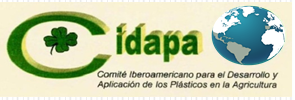 Cidapa
Comité Iberoamericano para el Desarrollo y
Aplicación de los Plásticos en la Agricultura